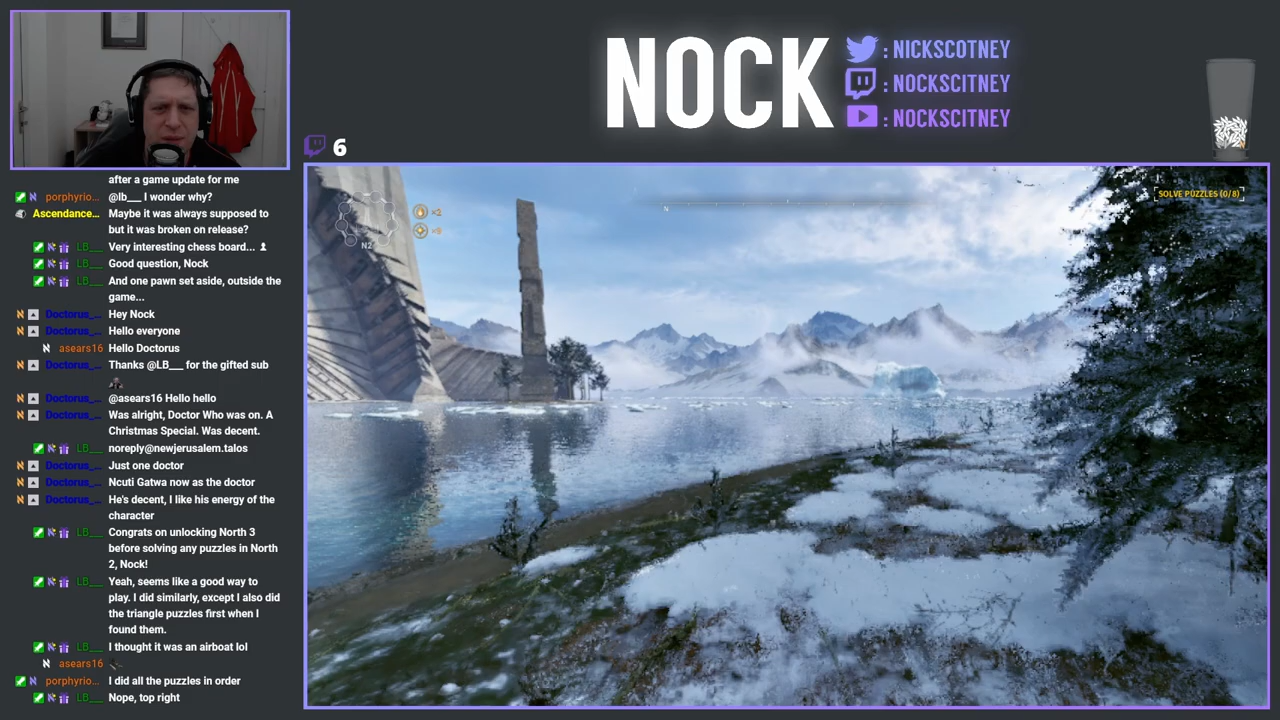 NOCK
: NICKSCOTNEY
: NOCKSCITNEY
: NOCKSCITNEY
6
after a game update for me
porphyrio... @lb___ I wonder why?
Ascendance... Maybe it was always supposed to
but it was broken on release?
LB___ Very interesting chess board...
LB___ Good question, Nock
LB___ And one pawn set aside, outside the
game...
Doctorus_... Hey Nock
Doctorus_... Hello everyone
asears16 Hello Doctorus
Doctorus_... Thanks @LB___ for the gifted sub
Doctorus_... @asears16 Hello hello
Doctorus_... Was alright, Doctor Who was on. A
Christmas Special. Was decent.
LB___ noreply@newjerusalem.talos
Doctorus_... Just one doctor
Doctorus_... Ncuti Gatwa now as the doctor
Doctorus_... He's decent, I like his energy of the
character
LB___ Congrats on unlocking North 3
before solving any puzzles in North
2, Nock!
LB___ Yeah, seems like a good way to
play. I did similarly, except I also did
the triangle puzzles first when I
found them.
LB___ I thought it was an airboat lol
asears16
porphyrio... I did all the puzzles in order
LB___ Nope, top right
N2
SOLVE PUZZLES (0/8)
N